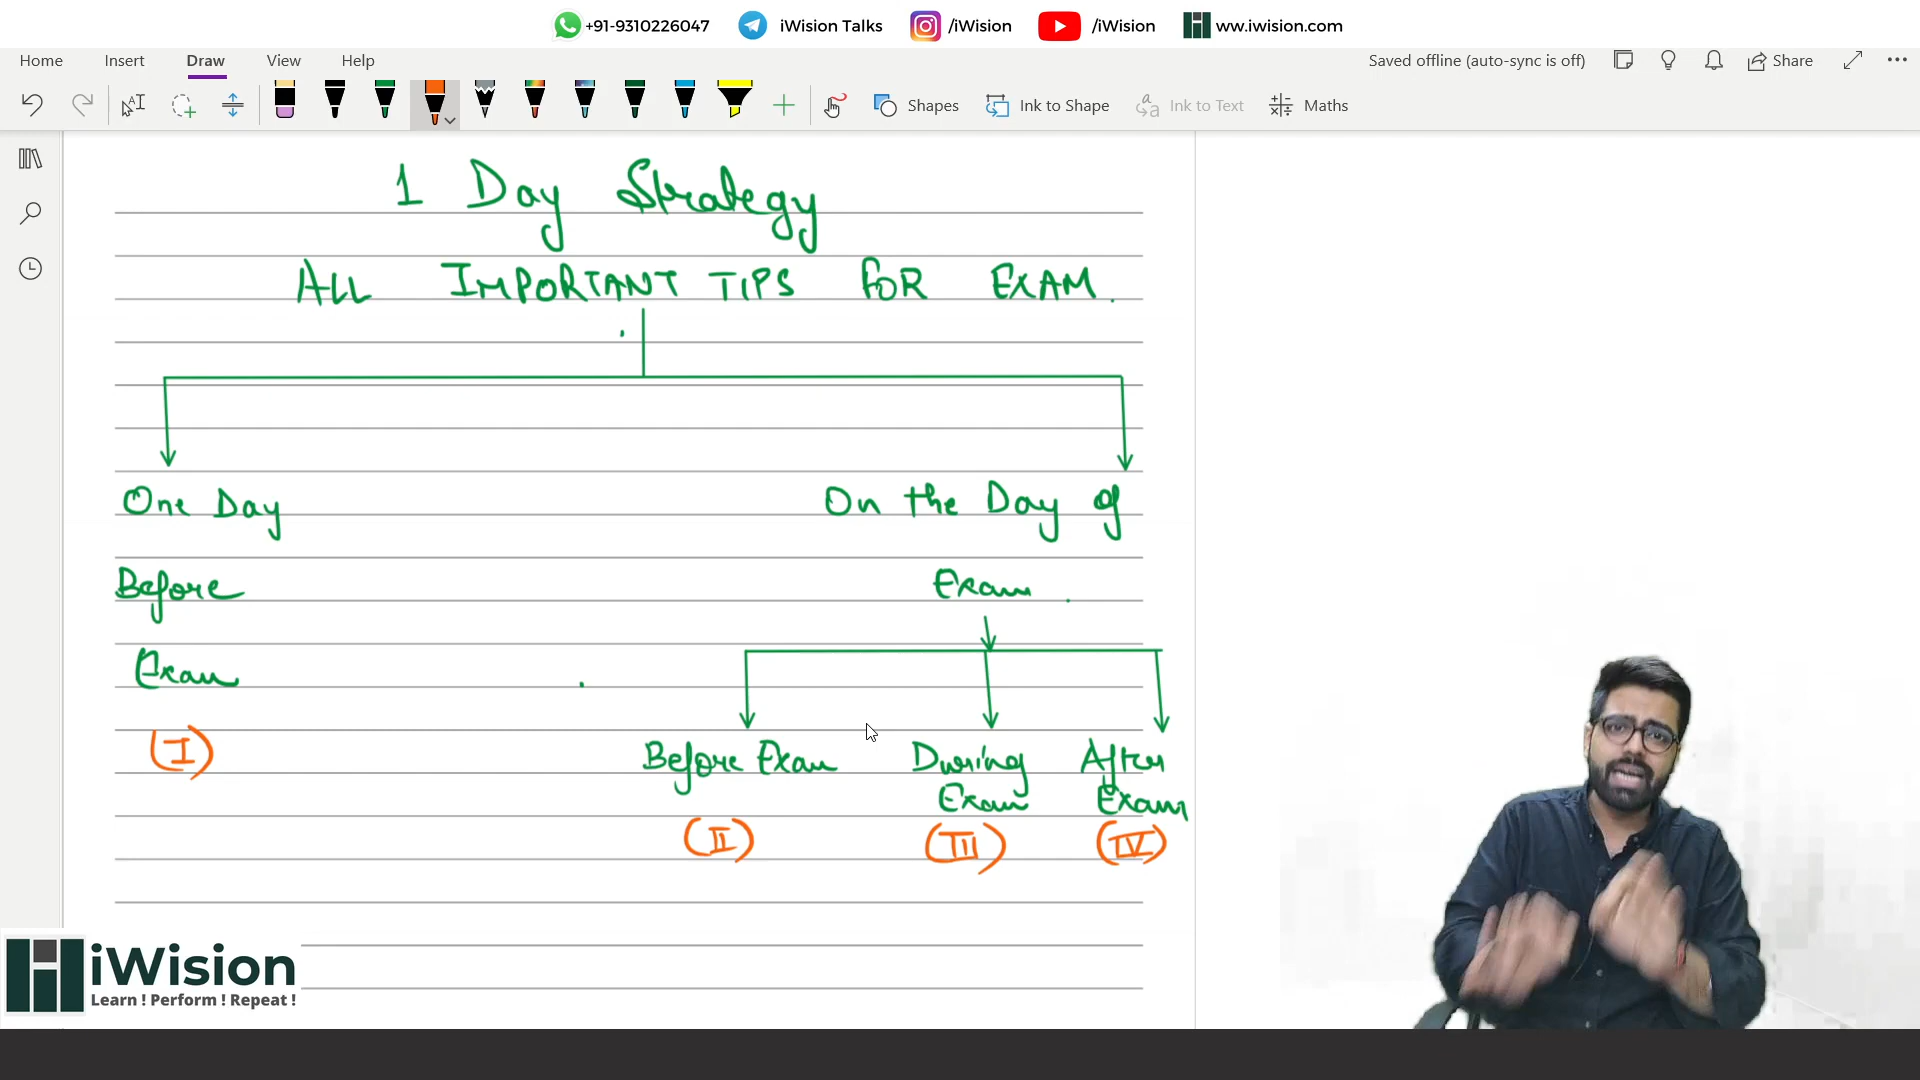 +91-9310226047 iWision Talks /iWision /iWision ww.iwision.com
Home Insert Draw View Help Saved offline (auto-sync is off) Share
Shapes Ink to Shape Ink to Text Maths
1 Day Strategy
ALL IMPORTANT TIPS FOR EXAM.
One Day
Before
Exam
(I)
On the Day of
Exam
Before Exam
(II)
During
Exam
(III)
After
Exam
(IV)
iWision
Learn ! Perform ! Repeat !